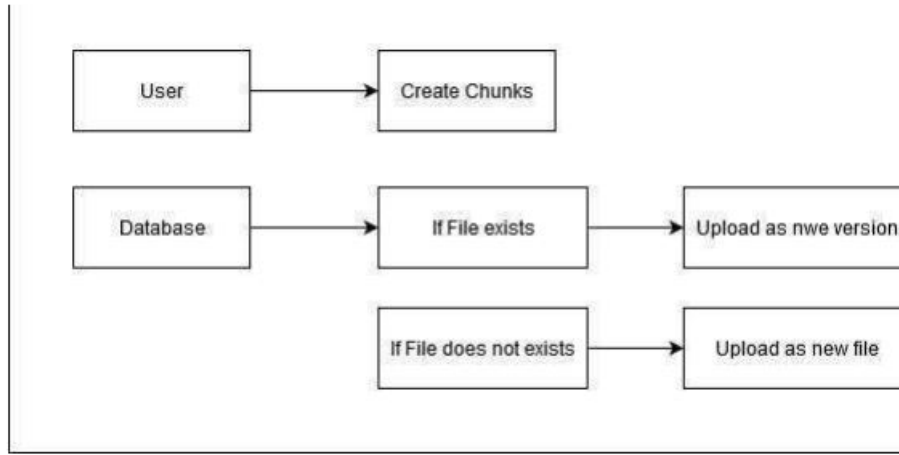 User
Create Chunks
Database
If File exists
Upload as nwe version
If File does not exists
Upload as new file